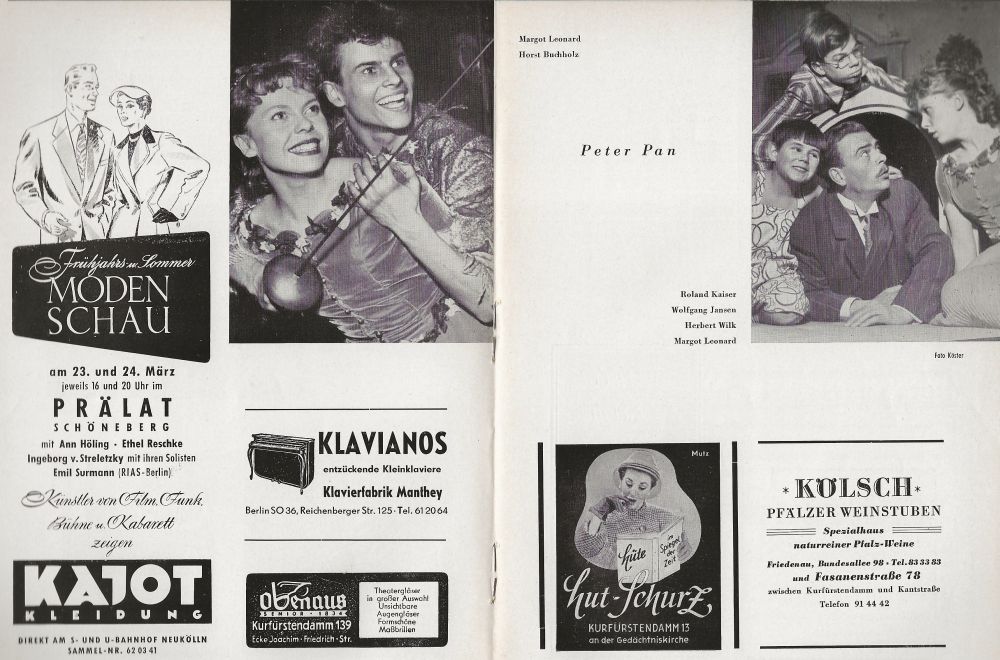 Frühjahrs- u. Sommer
MODEN
SCHAU
am 23. und 24. März
jeweils 16 und 20 Uhr im
PRÄLAT
SCHÖNEBERG
mit Ann Höling · Ethel Reschke
Ingeborg v. Streletzky mit ihren Solisten
Emil Surmann (RIAS-Berlin)
Künstler von Film, Funk,
Bühne u. Kabarett
zeigen
KAJOT
KLEIDUNG
DIREKT AM S- UND U-BAHNHOF NEUKÖLLN
SAMMEL-NR. 62 03 41
KLAVIANOS
entzückende Kleinklaviere
Klavierfabrik Manthey
Berlin SO 36, Reichenberger Str. 125 · Tel. 61 20 64
obenaus
SENIOR - 1834
Kurfürstendamm 139
Ecke Joachim-Friedrich-Str.
Theatergläser
in großer Auswahl
Unsichtbare
Augengläser
Formschöne
Maßbrillen
Margot Leonard
Horst Buchholz
Peter Pan
Roland Kaiser
Wolfgang Jansen
Herbert Wilk
Margot Leonard
Foto Köster
Mutz
hüte
im
Spiegel
der
Zeit
hut-Schurz
KURFÜRSTENDAMM 13
an der Gedächtniskirche
* KÖLSCH *
PFÄLZER WEINSTUBEN
Spezialhaus
naturreiner Pfalz-Weine
Friedenau, Bundesallee 98 · Tel. 83 33 83
und Fasanenstraße 78
zwischen Kurfürstendamm und Kantstraße
Telefon 91 44 42